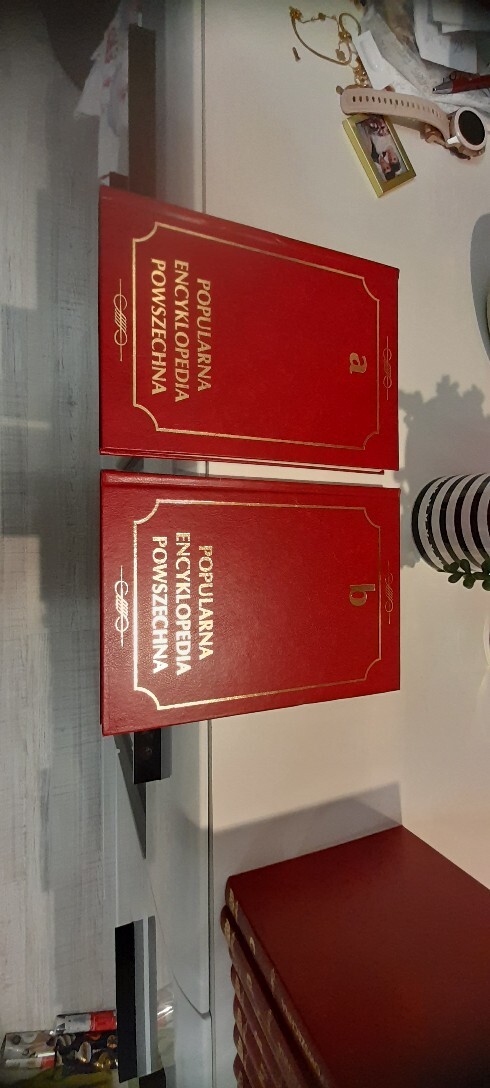 a
POPULARNA
ENCYKLOPEDIA
POWSZECHNA
b
POPULARNA
ENCYKLOPEDIA
POWSZECHNA